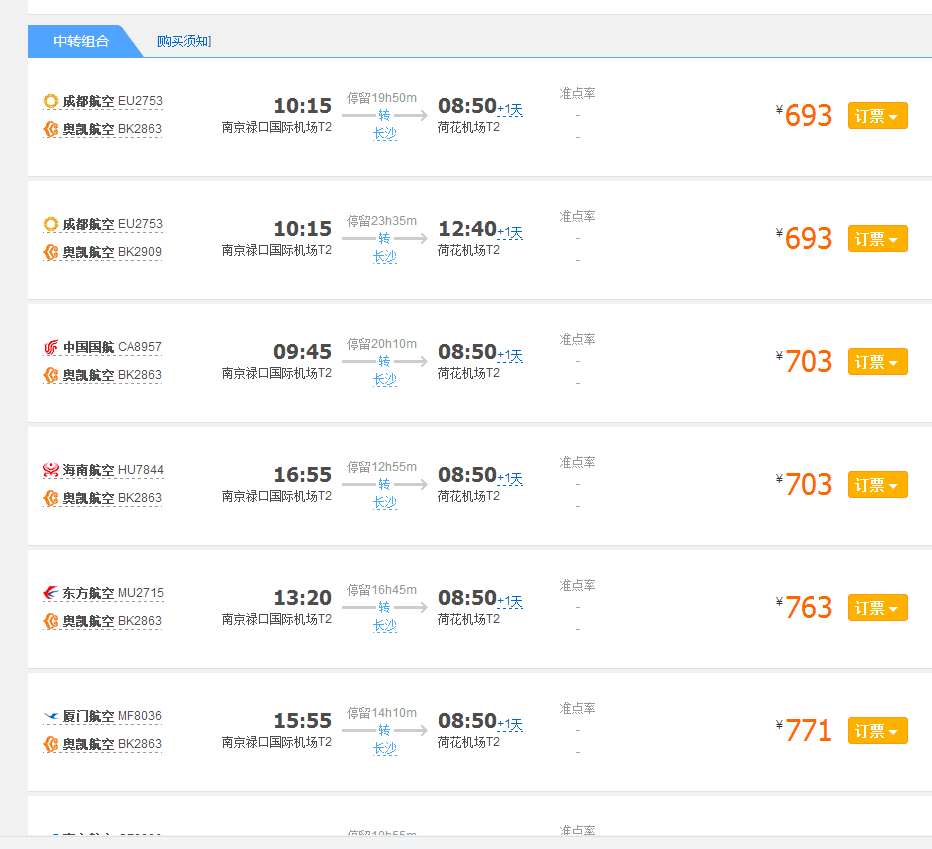 中转组合 购买须知
成都航空 EU2753
奥凯航空 BK2863
10:15
南京禄口国际机场T2
停留19h50m
转
长沙
08:50+1天
荷花机场T2
准点率
-
-
¥693
订票
成都航空 EU2753
奥凯航空 BK2909
10:15
南京禄口国际机场T2
停留23h35m
转
长沙
12:40+1天
荷花机场T2
准点率
-
-
¥693
订票
中国国航 CA8957
奥凯航空 BK2863
09:45
南京禄口国际机场T2
停留20h10m
转
长沙
08:50+1天
荷花机场T2
准点率
-
-
¥703
订票
海南航空 HU7844
奥凯航空 BK2863
16:55
南京禄口国际机场T2
停留12h55m
转
长沙
08:50+1天
荷花机场T2
准点率
-
-
¥703
订票
东方航空 MU2715
奥凯航空 BK2863
13:20
南京禄口国际机场T2
停留16h45m
转
长沙
08:50+1天
荷花机场T2
准点率
-
-
¥763
订票
厦门航空 MF8036
奥凯航空 BK2863
15:55
南京禄口国际机场T2
停留14h10m
转
长沙
08:50+1天
荷花机场T2
准点率
-
-
¥771
订票
准点率